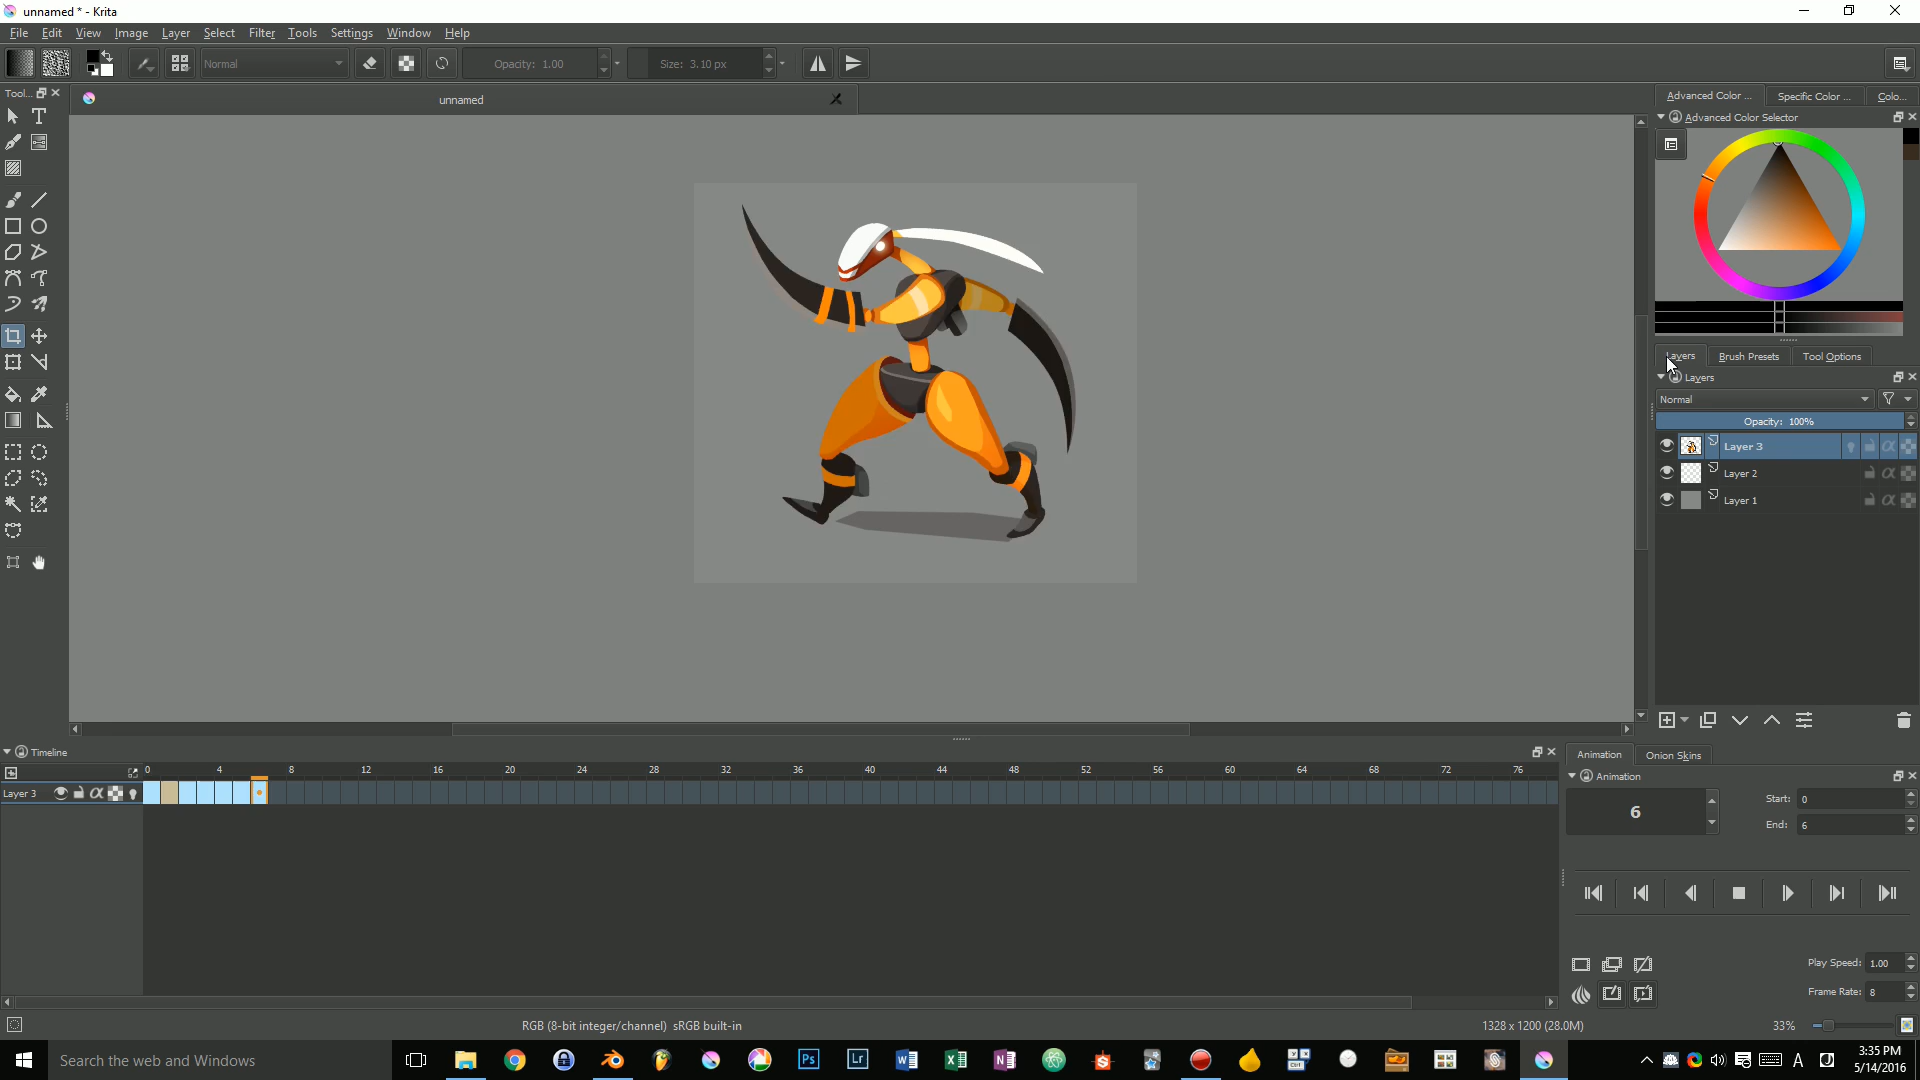 unnamed * - Krita
File Edit View Image Layer Select Filter Tools Settings Window Help
Normal Opacity: 1.00 Size: 3.10 px
Tool...
unnamed
Advanced Color ... Specific Color ... Colo...
Advanced Color Selector
Layers Brush Presets Tool Options
Layers
Normal
Opacity: 100%
Layer 3
Layer 2
Layer 1
Timeline
0 4 8 12 16 20 24 28 32 36 40 44 48 52 56 60 64 68 72 76
Layer 3
Animation Onion Skins
Animation
6
Start: 0
End: 6
Play Speed: 1.00
Frame Rate: 8
RGB (8-bit integer/channel) sRGB built-in
1328 x 1200 (28.0M)
33%
Search the web and Windows
Ps Lr
A
3:35 PM
5/14/2016